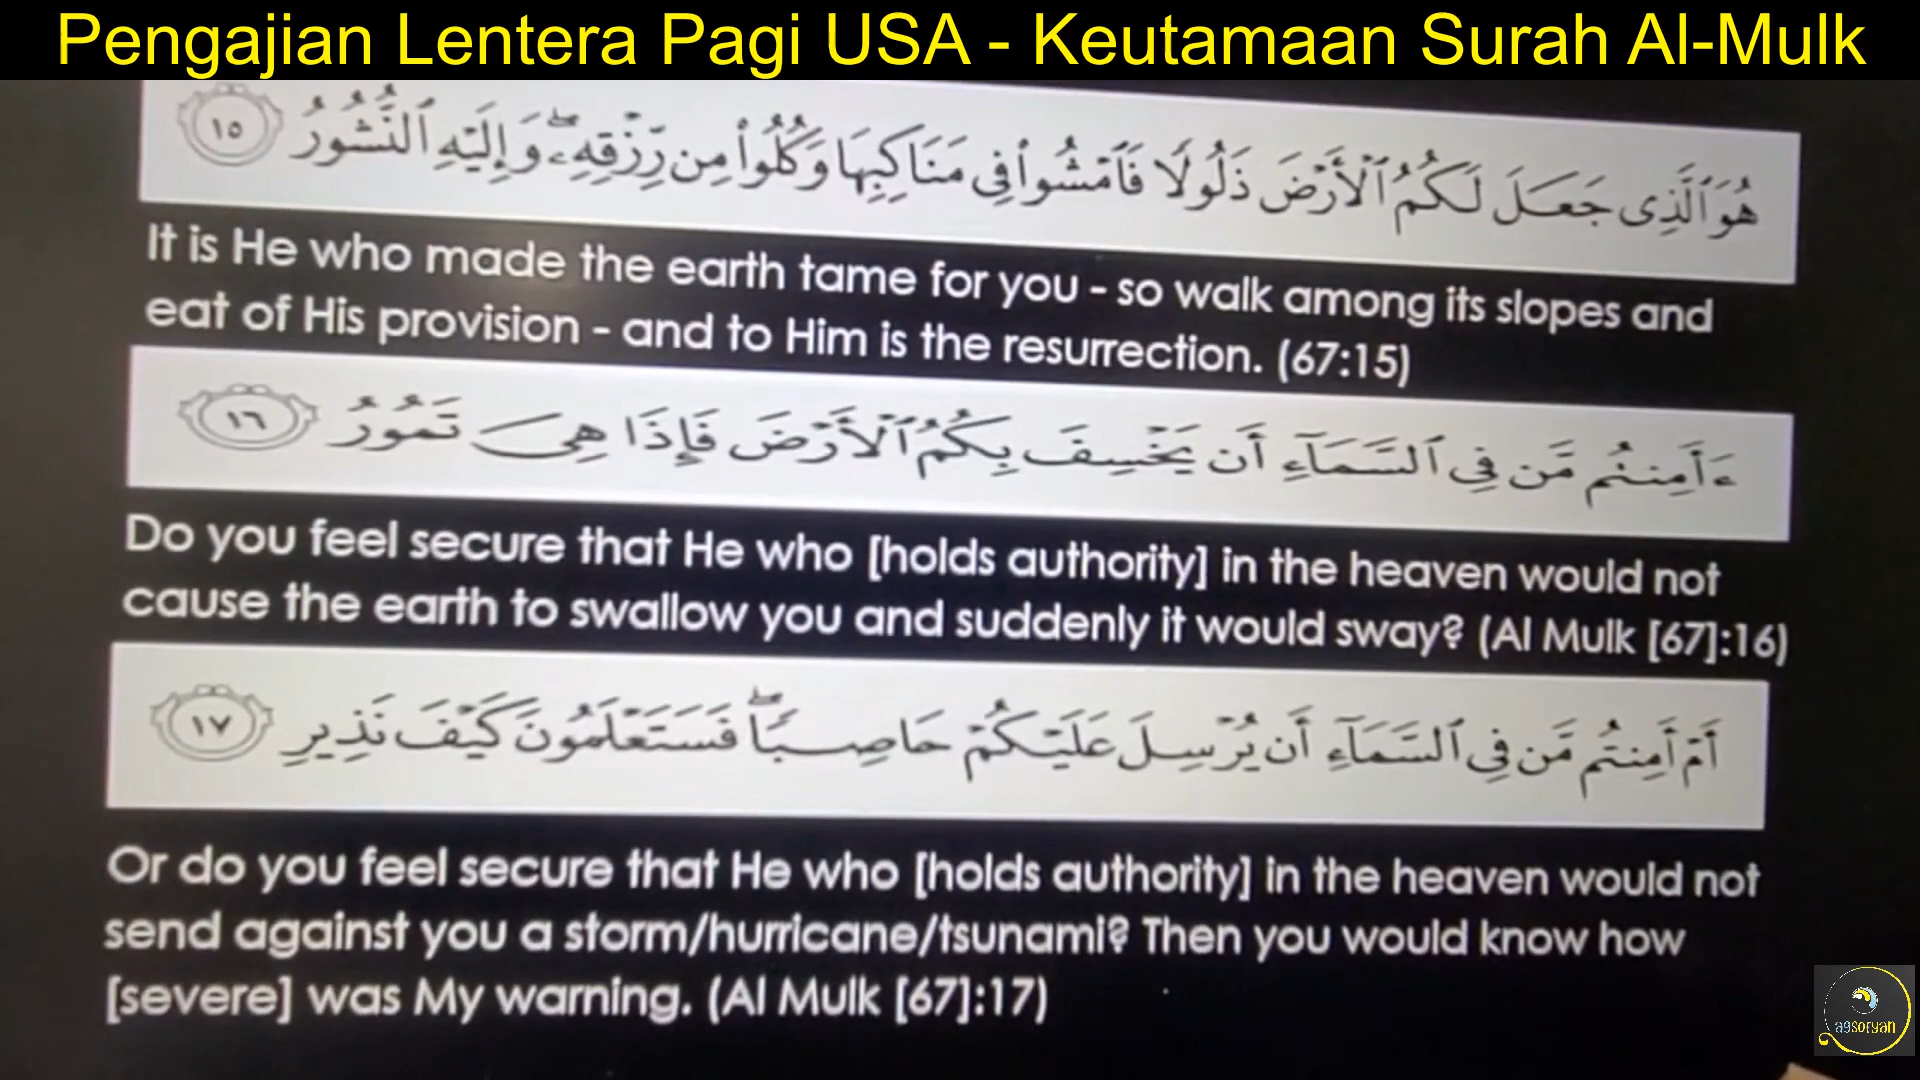 Pengajian Lentera Pagi USA - Keutamaan Surah Al-Mulk
هُوَ ٱلَّذِى جَعَلَ لَكُمُ ٱلْأَرْضَ ذَلُولًا فَٱمْشُوا۟ فِى مَنَاكِبِهَا وَكُلُوا۟ مِن رِّزْقِهِۦ ۖ وَإِلَيْهِ ٱلنُّشُورُ ١٥
It is He who made the earth tame for you - so walk among its slopes and
eat of His provision - and to Him is the resurrection. (67:15)
ءَأَمِنتُم مَّن فِى ٱلسَّمَآءِ أَن يَخْسِفَ بِكُمُ ٱلْأَرْضَ فَإِذَا هِىَ تَمُورُ ١٦
Do you feel secure that He who [holds authority] in the heaven would not
cause the earth to swallow you and suddenly it would sway? (Al Mulk [67]:16)
أَمْ أَمِنتُم مَّن فِى ٱلسَّمَآءِ أَن يُرْسِلَ عَلَيْكُمْ حَاصِبًا ۖ فَسَتَعْلَمُونَ كَيْفَ نَذِيرِ ١٧
Or do you feel secure that He who [holds authority] in the heaven would not
send against you a storm/hurricane/tsunami? Then you would know how
[severe] was My warning. (Al Mulk [67]:17)
agsoryan